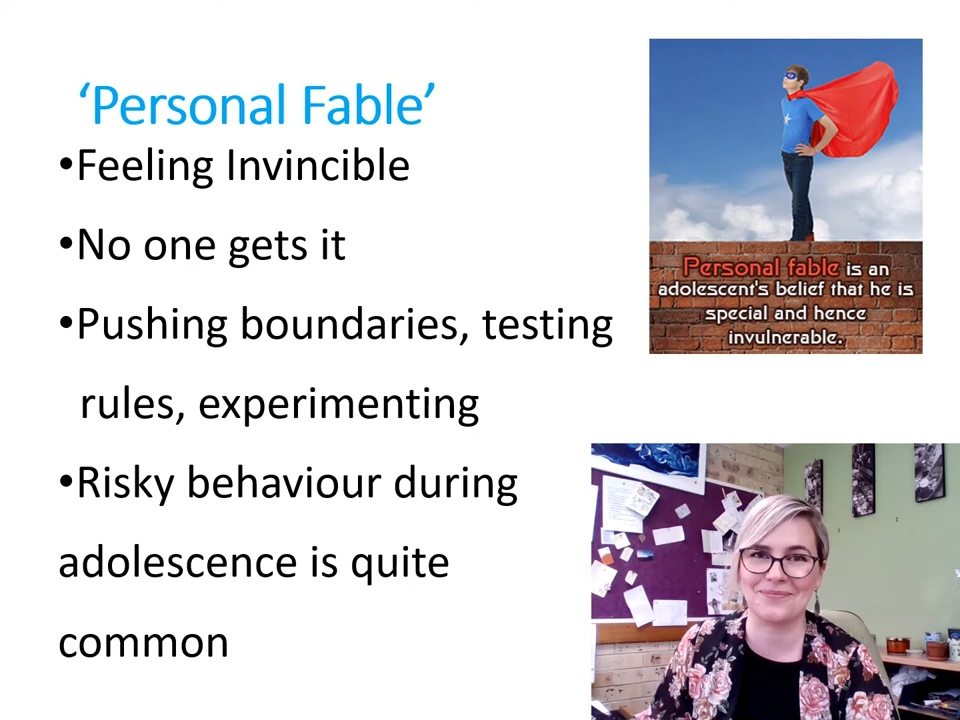 ‘Personal Fable’
•Feeling Invincible
•No one gets it
•Pushing boundaries, testing
rules, experimenting
•Risky behaviour during
adolescence is quite
common
Personal fable is an
adolescent's belief that he is
special and hence
invulnerable.